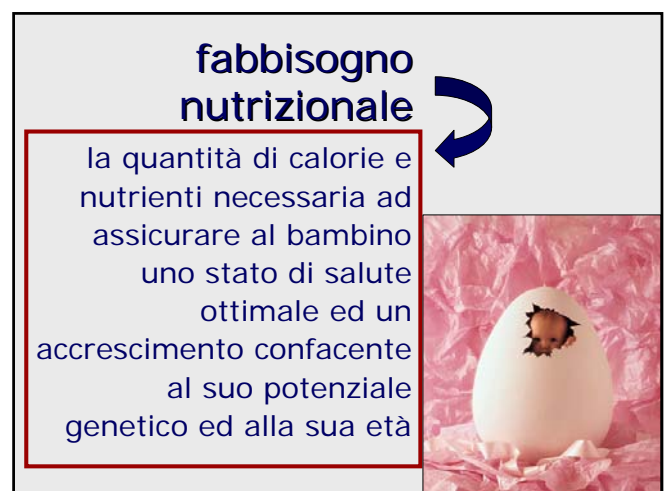 fabbisogno
nutrizionale
la quantità di calorie e
nutrienti necessaria ad
assicurare al bambino
uno stato di salute
ottimale ed un
accrescimento confacente
al suo potenziale
genetico ed alla sua età